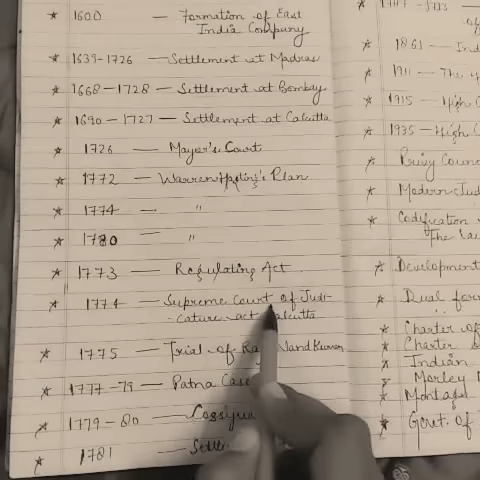 * 1600 — Formation of East
India Company
* 1639-1726 — Settlement at Madras
* 1668-1728 — Settlement at Bombay
* 1690-1727 — Settlement at Calcutta
* 1726 — Mayor's Court
* 1772 — Warren Hasting's Plan
* 1774 — "
* 1780 — "
* 1773 — Regulating Act
* 1774 — Supreme Court of Judi-
-cature at Calcutta
* 1775 — Trial of Raja Nand Kumar
* 1777-79 — Patna Case
* 1779-80 — Cossijura
* 1781 — Settle
* 1861 — Ind
* 1911 — The H
* 1915 — High C
* 1935 — High C
* Privy Counc
* Modern Jud
* Codification
The La
* Development
* Dual for
* Charter of
* Charter
* Indian
* Morley
* Montag
* Govt. of